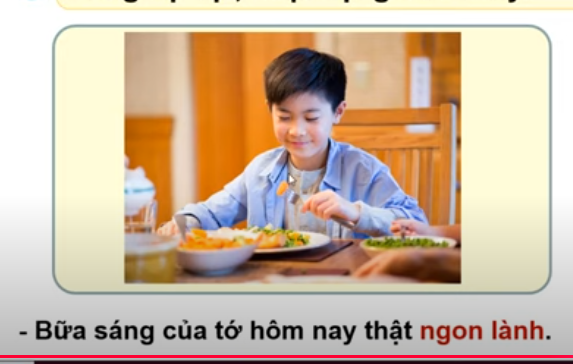 - Bữa sáng của tớ hôm nay thật ngon lành.